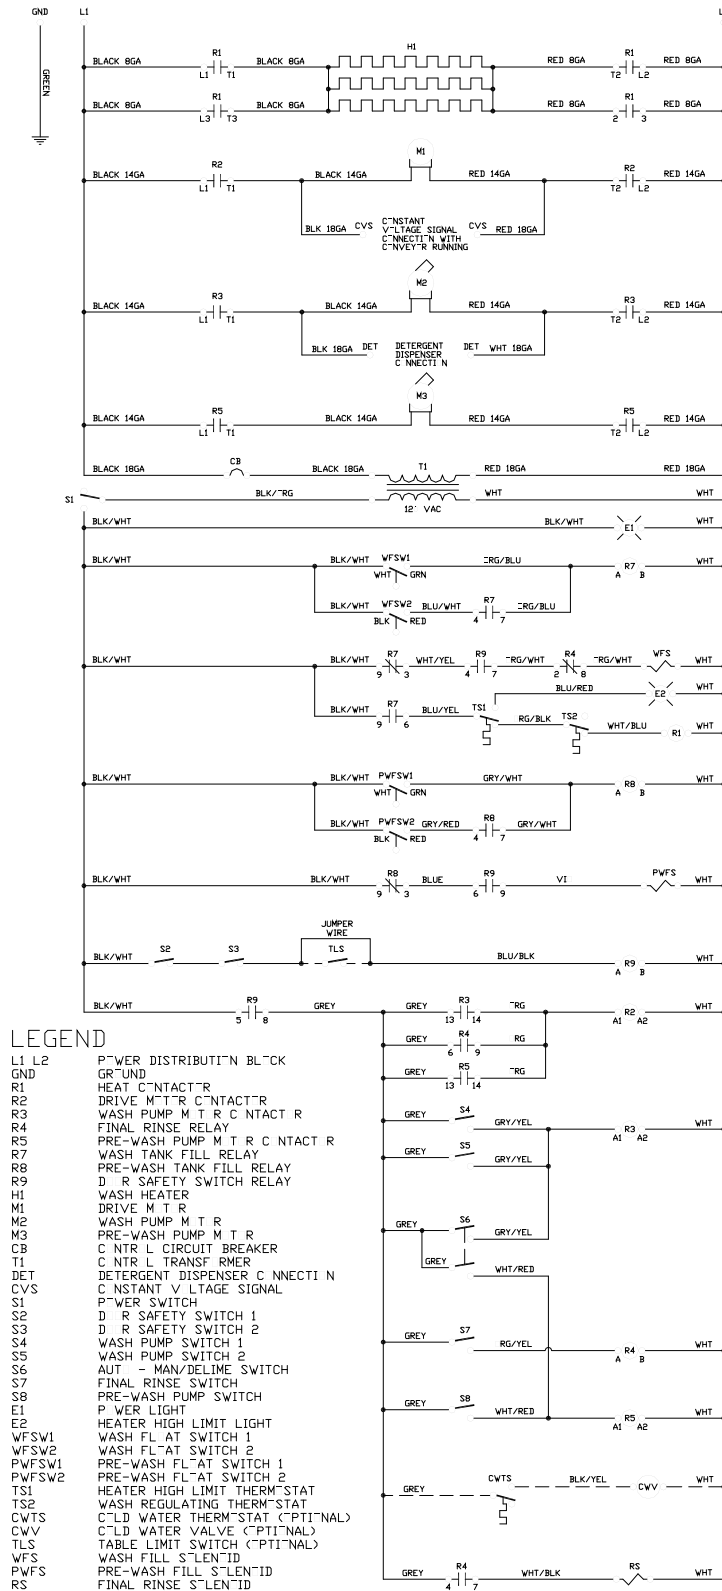 GND L1 L
GREEN
H1
BLACK 8GA R1 L1 T1 BLACK 8GA RED 8GA R1 T2 L2 RED 8GA
BLACK 8GA R1 L3 T3 BLACK 8GA RED 8GA R1 2 3 RED 8GA
M1
BLACK 14GA R2 L1 T1 BLACK 14GA RED 14GA R2 T2 L2 RED 14GA
BLK 18GA CVS C NSTANT CVS RED 18GA
V LTAGE SIGNAL
C NNECTI N WITH
C NVEY R RUNNING
M2
BLACK 14GA R3 L1 T1 BLACK 14GA RED 14GA R3 T2 L2 RED 14GA
BLK 18GA DET DETERGENT DET WHT 18GA
DISPENSER
C NNECTI N
M3
BLACK 14GA R5 L1 T1 BLACK 14GA RED 14GA R5 T2 L2 RED 14GA
BLACK 18GA CB BLACK 18GA T1 RED 18GA RED 18GA
S1 BLK/ RG WHT WHT
12 VAC
BLK/WHT BLK/WHT E1 WHT
BLK/WHT BLK/WHT WFSW1 WHT GRN RG/BLU R7 A B WHT
BLK/WHT WFSW2 BLK RED BLU/WHT R7 4 7 RG/BLU
BLK/WHT BLK/WHT R7 9 3 WHT/YEL R9 4 7 RG/WHT R4 2 8 RG/WHT WFS WHT
BLU/RED E2 WHT
BLK/WHT R7 9 6 BLU/YEL TS1 RG/BLK TS2 WHT/BLU R1 WHT
BLK/WHT BLK/WHT PWFSW1 WHT GRN GRY/WHT R8 A B WHT
BLK/WHT PWFSW2 BLK RED GRY/RED R8 4 7 GRY/WHT
BLK/WHT BLK/WHT R8 9 3 BLUE R9 6 9 VI PWFS WHT
JUMPER
WIRE
BLK/WHT S2 S3 TLS BLU/BLK R9 A B WHT
BLK/WHT R9 5 8 GREY GREY R3 13 14 RG R2 A1 A2 WHT
GREY R4 6 9 RG
GREY R5 13 14 RG
GREY S4 GRY/YEL R3 A1 A2 WHT
GREY S5 GRY/YEL
GREY S6 GRY/YEL
GREY WHT/RED
GREY S7 RG/YEL R4 A B WHT
GREY S8 WHT/RED R5 A1 A2 WHT
GREY CWTS BLK/YEL CWV WHT
GREY R4 4 7 WHT/BLK RS WHT
LEGEND
L1 L2 P WER DISTRIBUTI N BL CK
GND GR UND
R1 HEAT C NTACT R
R2 DRIVE M T R C NTACT R
R3 WASH PUMP M T R C NTACT R
R4 FINAL RINSE RELAY
R5 PRE-WASH PUMP M T R C NTACT R
R7 WASH TANK FILL RELAY
R8 PRE-WASH TANK FILL RELAY
R9 D R SAFETY SWITCH RELAY
H1 WASH HEATER
M1 DRIVE M T R
M2 WASH PUMP M T R
M3 PRE-WASH PUMP M T R
CB C NTR L CIRCUIT BREAKER
T1 C NTR L TRANSF RMER
DET DETERGENT DISPENSER C NNECTI N
CVS C NSTANT V LTAGE SIGNAL
S1 P WER SWITCH
S2 D R SAFETY SWITCH 1
S3 D R SAFETY SWITCH 2
S4 WASH PUMP SWITCH 1
S5 WASH PUMP SWITCH 2
S6 AUT - MAN/DELIME SWITCH
S7 FINAL RINSE SWITCH
S8 PRE-WASH PUMP SWITCH
E1 P WER LIGHT
E2 HEATER HIGH LIMIT LIGHT
WFSW1 WASH FL AT SWITCH 1
WFSW2 WASH FL AT SWITCH 2
PWFSW1 PRE-WASH FL AT SWITCH 1
PWFSW2 PRE-WASH FL AT SWITCH 2
TS1 HEATER HIGH LIMIT THERM STAT
TS2 WASH REGULATING THERM STAT
CWTS C LD WATER THERM STAT ( PTI NAL)
CWV C LD WATER VALVE ( PTI NAL)
TLS TABLE LIMIT SWITCH ( PTI NAL)
WFS WASH FILL S LEN ID
PWFS PRE-WASH FILL S LEN ID
RS FINAL RINSE S LEN ID